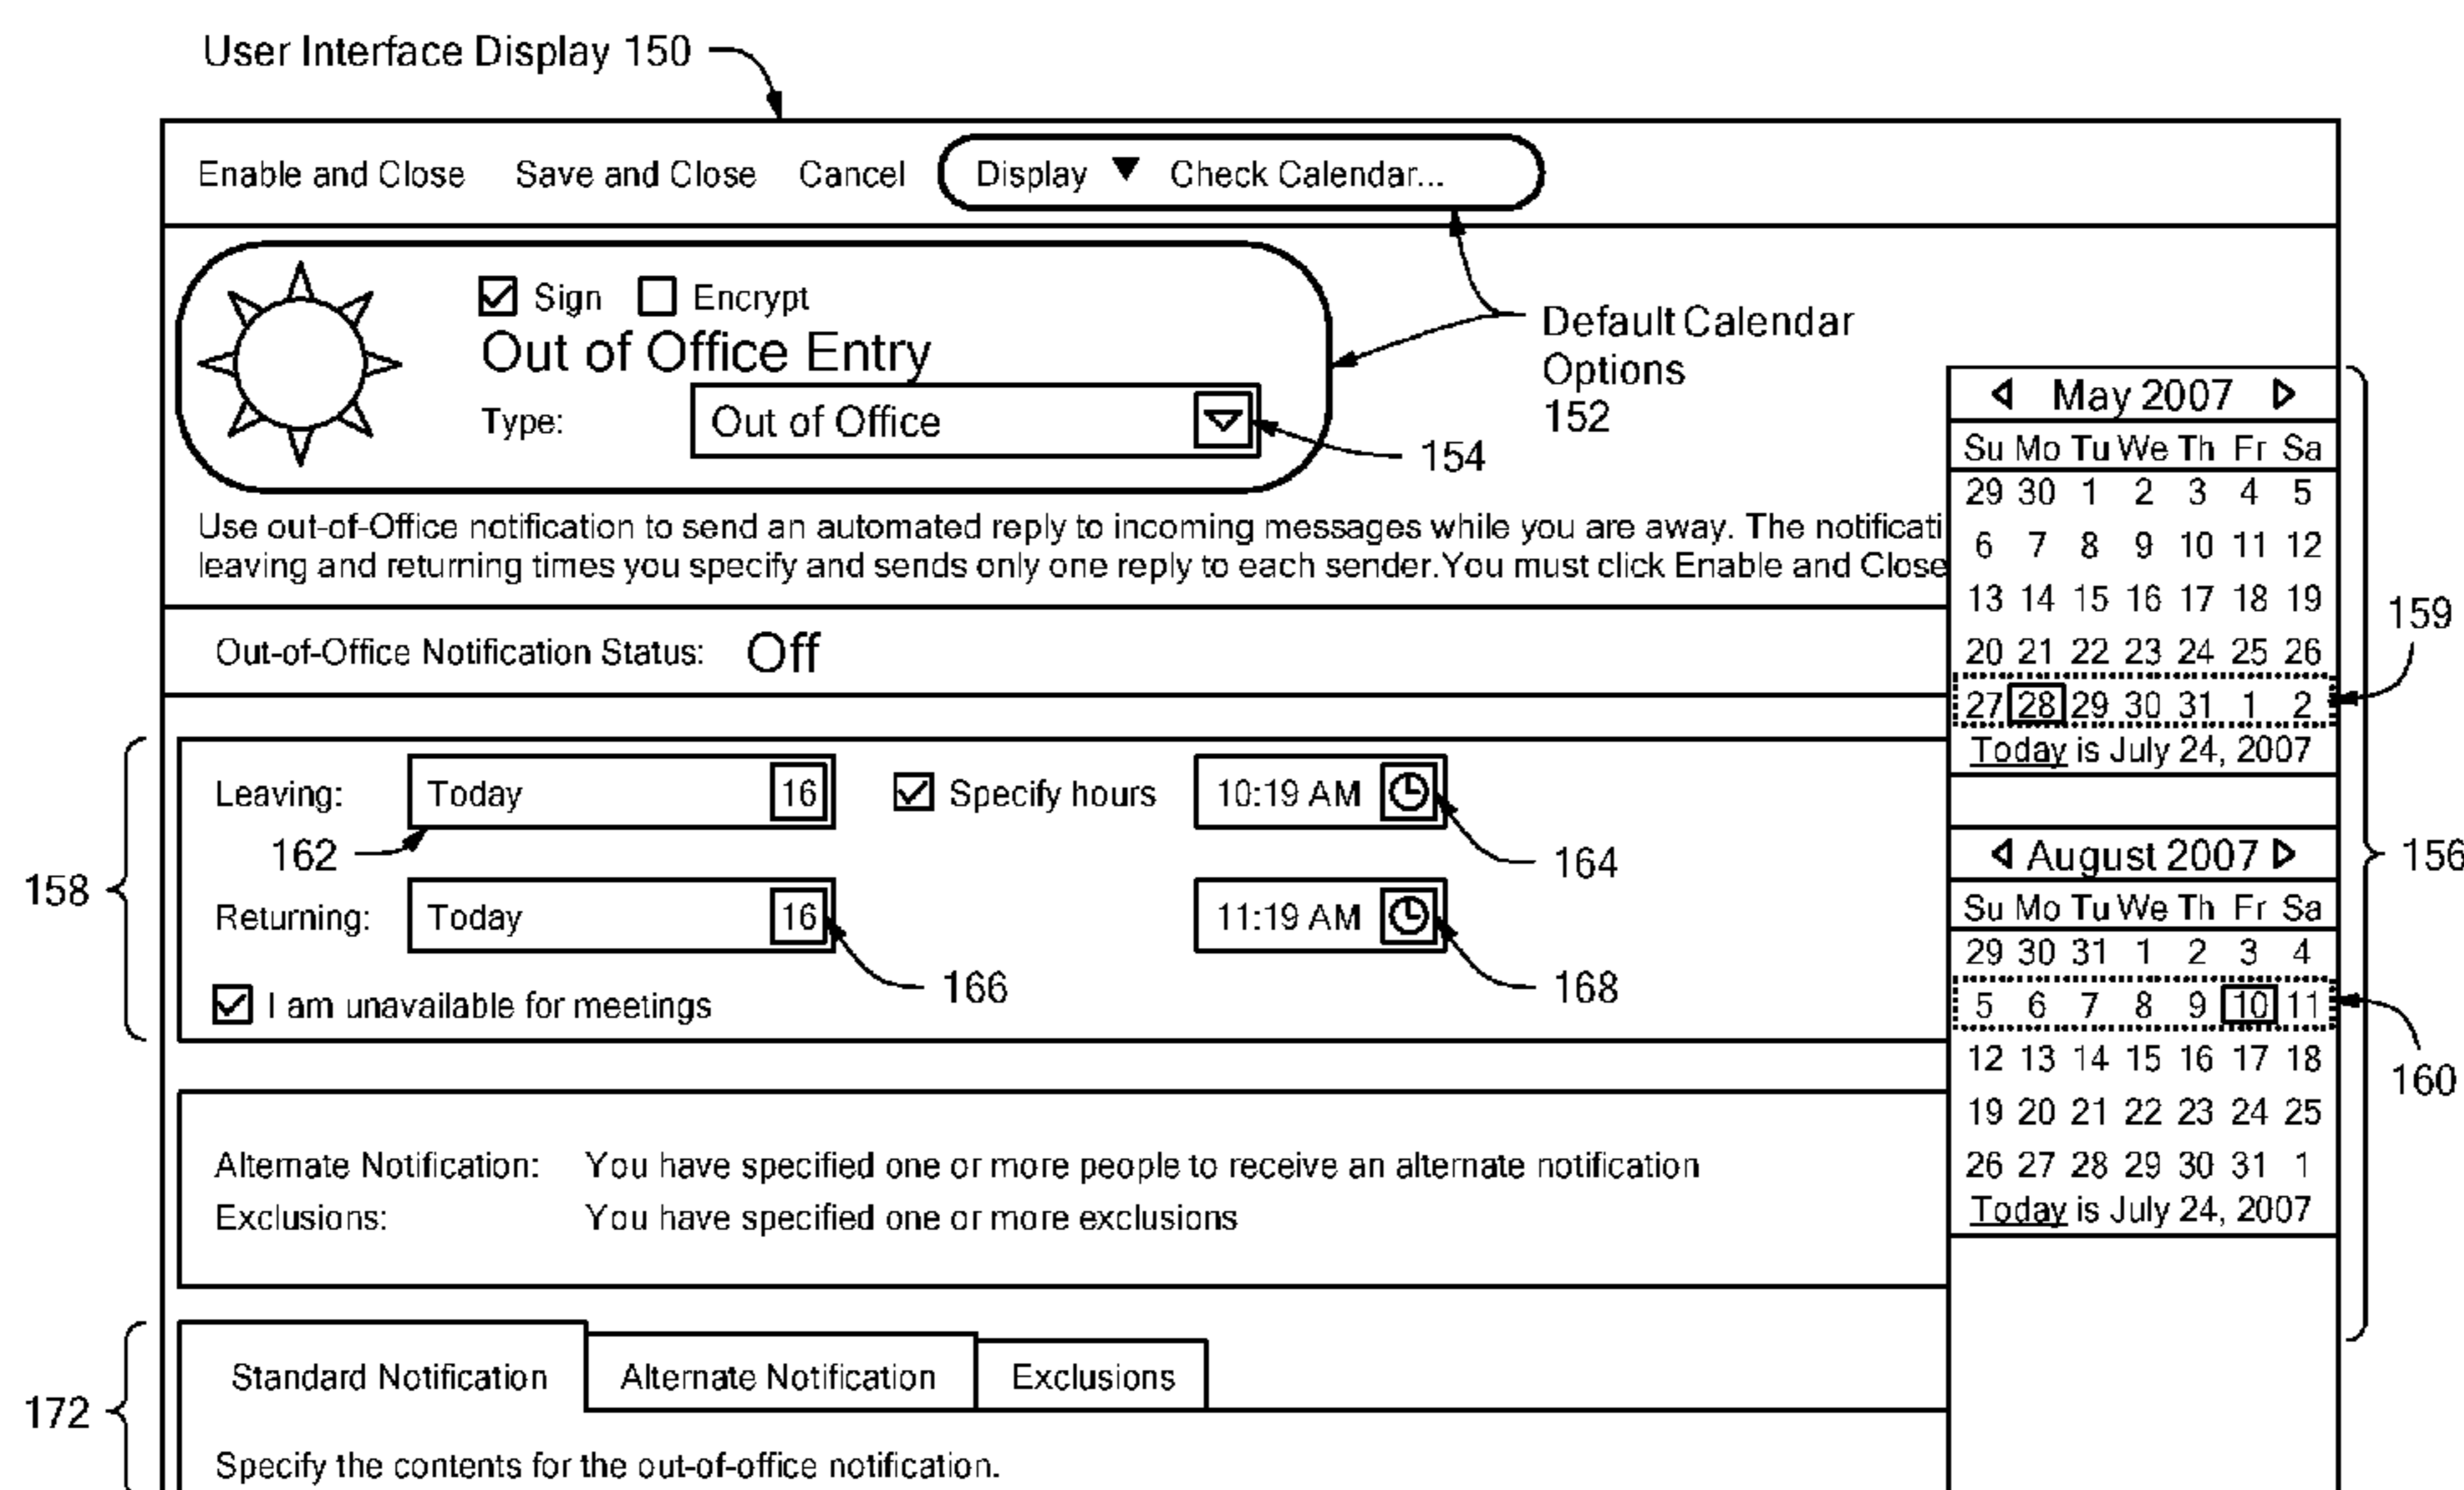 User Interface Display 150
Enable and Close Save and Close Cancel Display Check Calendar...
Sign Encrypt
Out of Office Entry
Type: Out of Office
Default Calendar
Options
152
154
Use out-of-Office notification to send an automated reply to incoming messages while you are away. The notificati
leaving and returning times you specify and sends only one reply to each sender.You must click Enable and Close
Out-of-Office Notification Status: Off
158
Leaving: Today 16 Specify hours 10:19 AM
162
164
Returning: Today 16 11:19 AM
166
168
I am unavailable for meetings
Alternate Notification: You have specified one or more people to receive an alternate notification
Exclusions: You have specified one or more exclusions
172
Standard Notification Alternate Notification Exclusions
Specify the contents for the out-of-office notification.
May 2007
Su Mo Tu We Th Fr Sa
29 30 1 2 3 4 5
6 7 8 9 10 11 12
13 14 15 16 17 18 19
20 21 22 23 24 25 26
27 28 29 30 31 1 2
Today is July 24, 2007
159
156
August 2007
Su Mo Tu We Th Fr Sa
29 30 31 1 2 3 4
5 6 7 8 9 10 11
12 13 14 15 16 17 18
19 20 21 22 23 24 25
26 27 28 29 30 31 1
Today is July 24, 2007
160